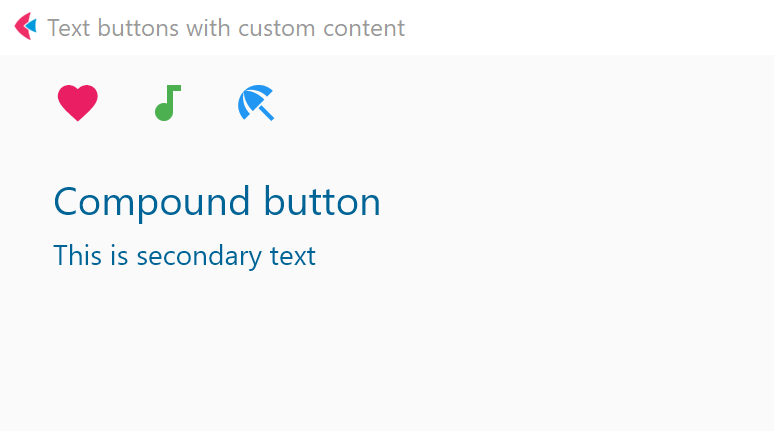 Text buttons with custom content
Compound button
This is secondary text